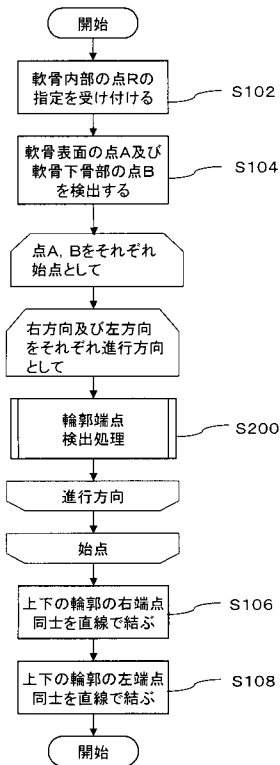 開始
軟骨内部の点Rの
指定を受け付ける
S102
軟骨表面の点A及び
軟骨下骨部の点B
を検出する
S104
点A, Bをそれぞれ
始点として
右方向及び左方向
をそれぞれ進行方向
として
輪郭端点
検出処理
S200
進行方向
始点
上下の輪郭の右端点
同士を直線で結ぶ
S106
上下の輪郭の左端点
同士を直線で結ぶ
S108
開始